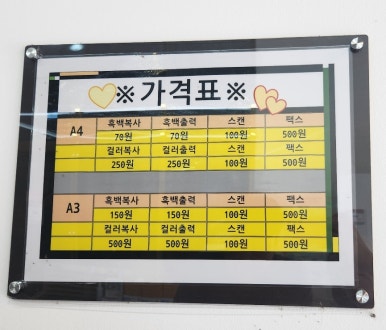 ※가격표※
A4 흑백복사 흑백출력 스캔 팩스
70원 70원 100원 500원
컬러복사 컬러출력 스캔 팩스
250원 250원 100원 500원
A3 흑백복사 흑백출력 스캔 팩스
150원 150원 100원 500원
컬러복사 컬러출력 스캔 팩스
500원 500원 100원 500원